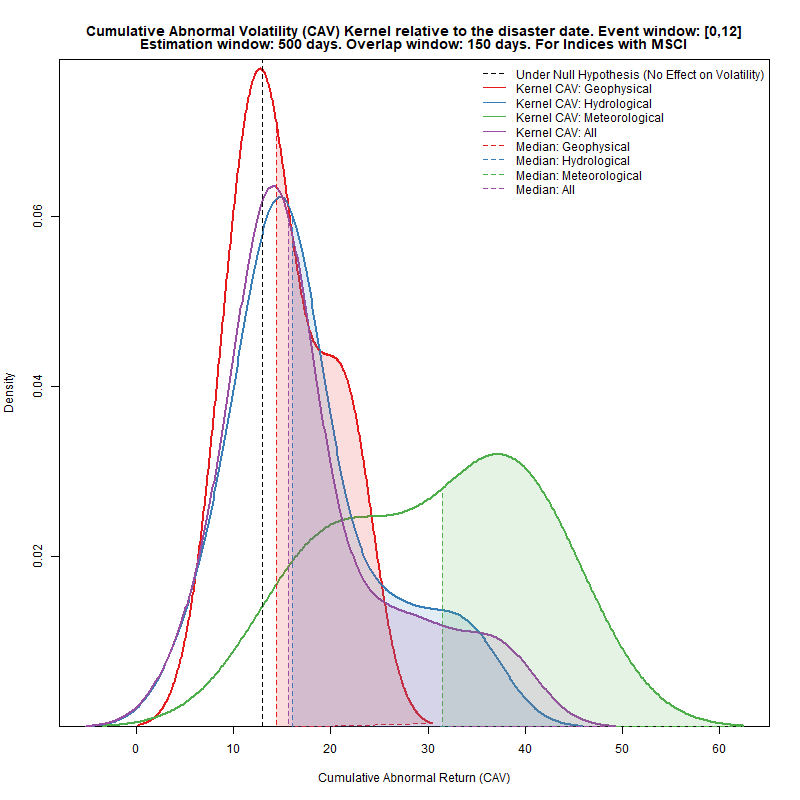 Cumulative Abnormal Volatility (CAV) Kernel relative to the disaster date. Event window: [0,12]
Estimation window: 500 days. Overlap window: 150 days. For Indices with MSCI
Under Null Hypothesis (No Effect on Volatility)
Kernel CAV: Geophysical
Kernel CAV: Hydrological
Kernel CAV: Meteorological
Kernel CAV: All
Median: Geophysical
Median: Hydrological
Median: Meteorological
Median: All
Density
0.06
0.04
0.02
0
10
20
30
40
50
60
Cumulative Abnormal Return (CAV)